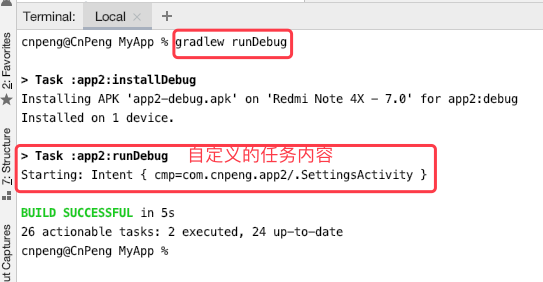 Terminal: Local × +
cnpeng@CnPeng MyApp % gradlew runDebug
> Task :app2:installDebug
Installing APK 'app2-debug.apk' on 'Redmi Note 4X - 7.0' for app2:debug
Installed on 1 device.
> Task :app2:runDebug 自定义的任务内容
Starting: Intent { cmp=com.cnpeng.app2/.SettingsActivity }
BUILD SUCCESSFUL in 5s
26 actionable tasks: 2 executed, 24 up-to-date
cnpeng@CnPeng MyApp %
2: Favorites
7: Structure
ut Captures